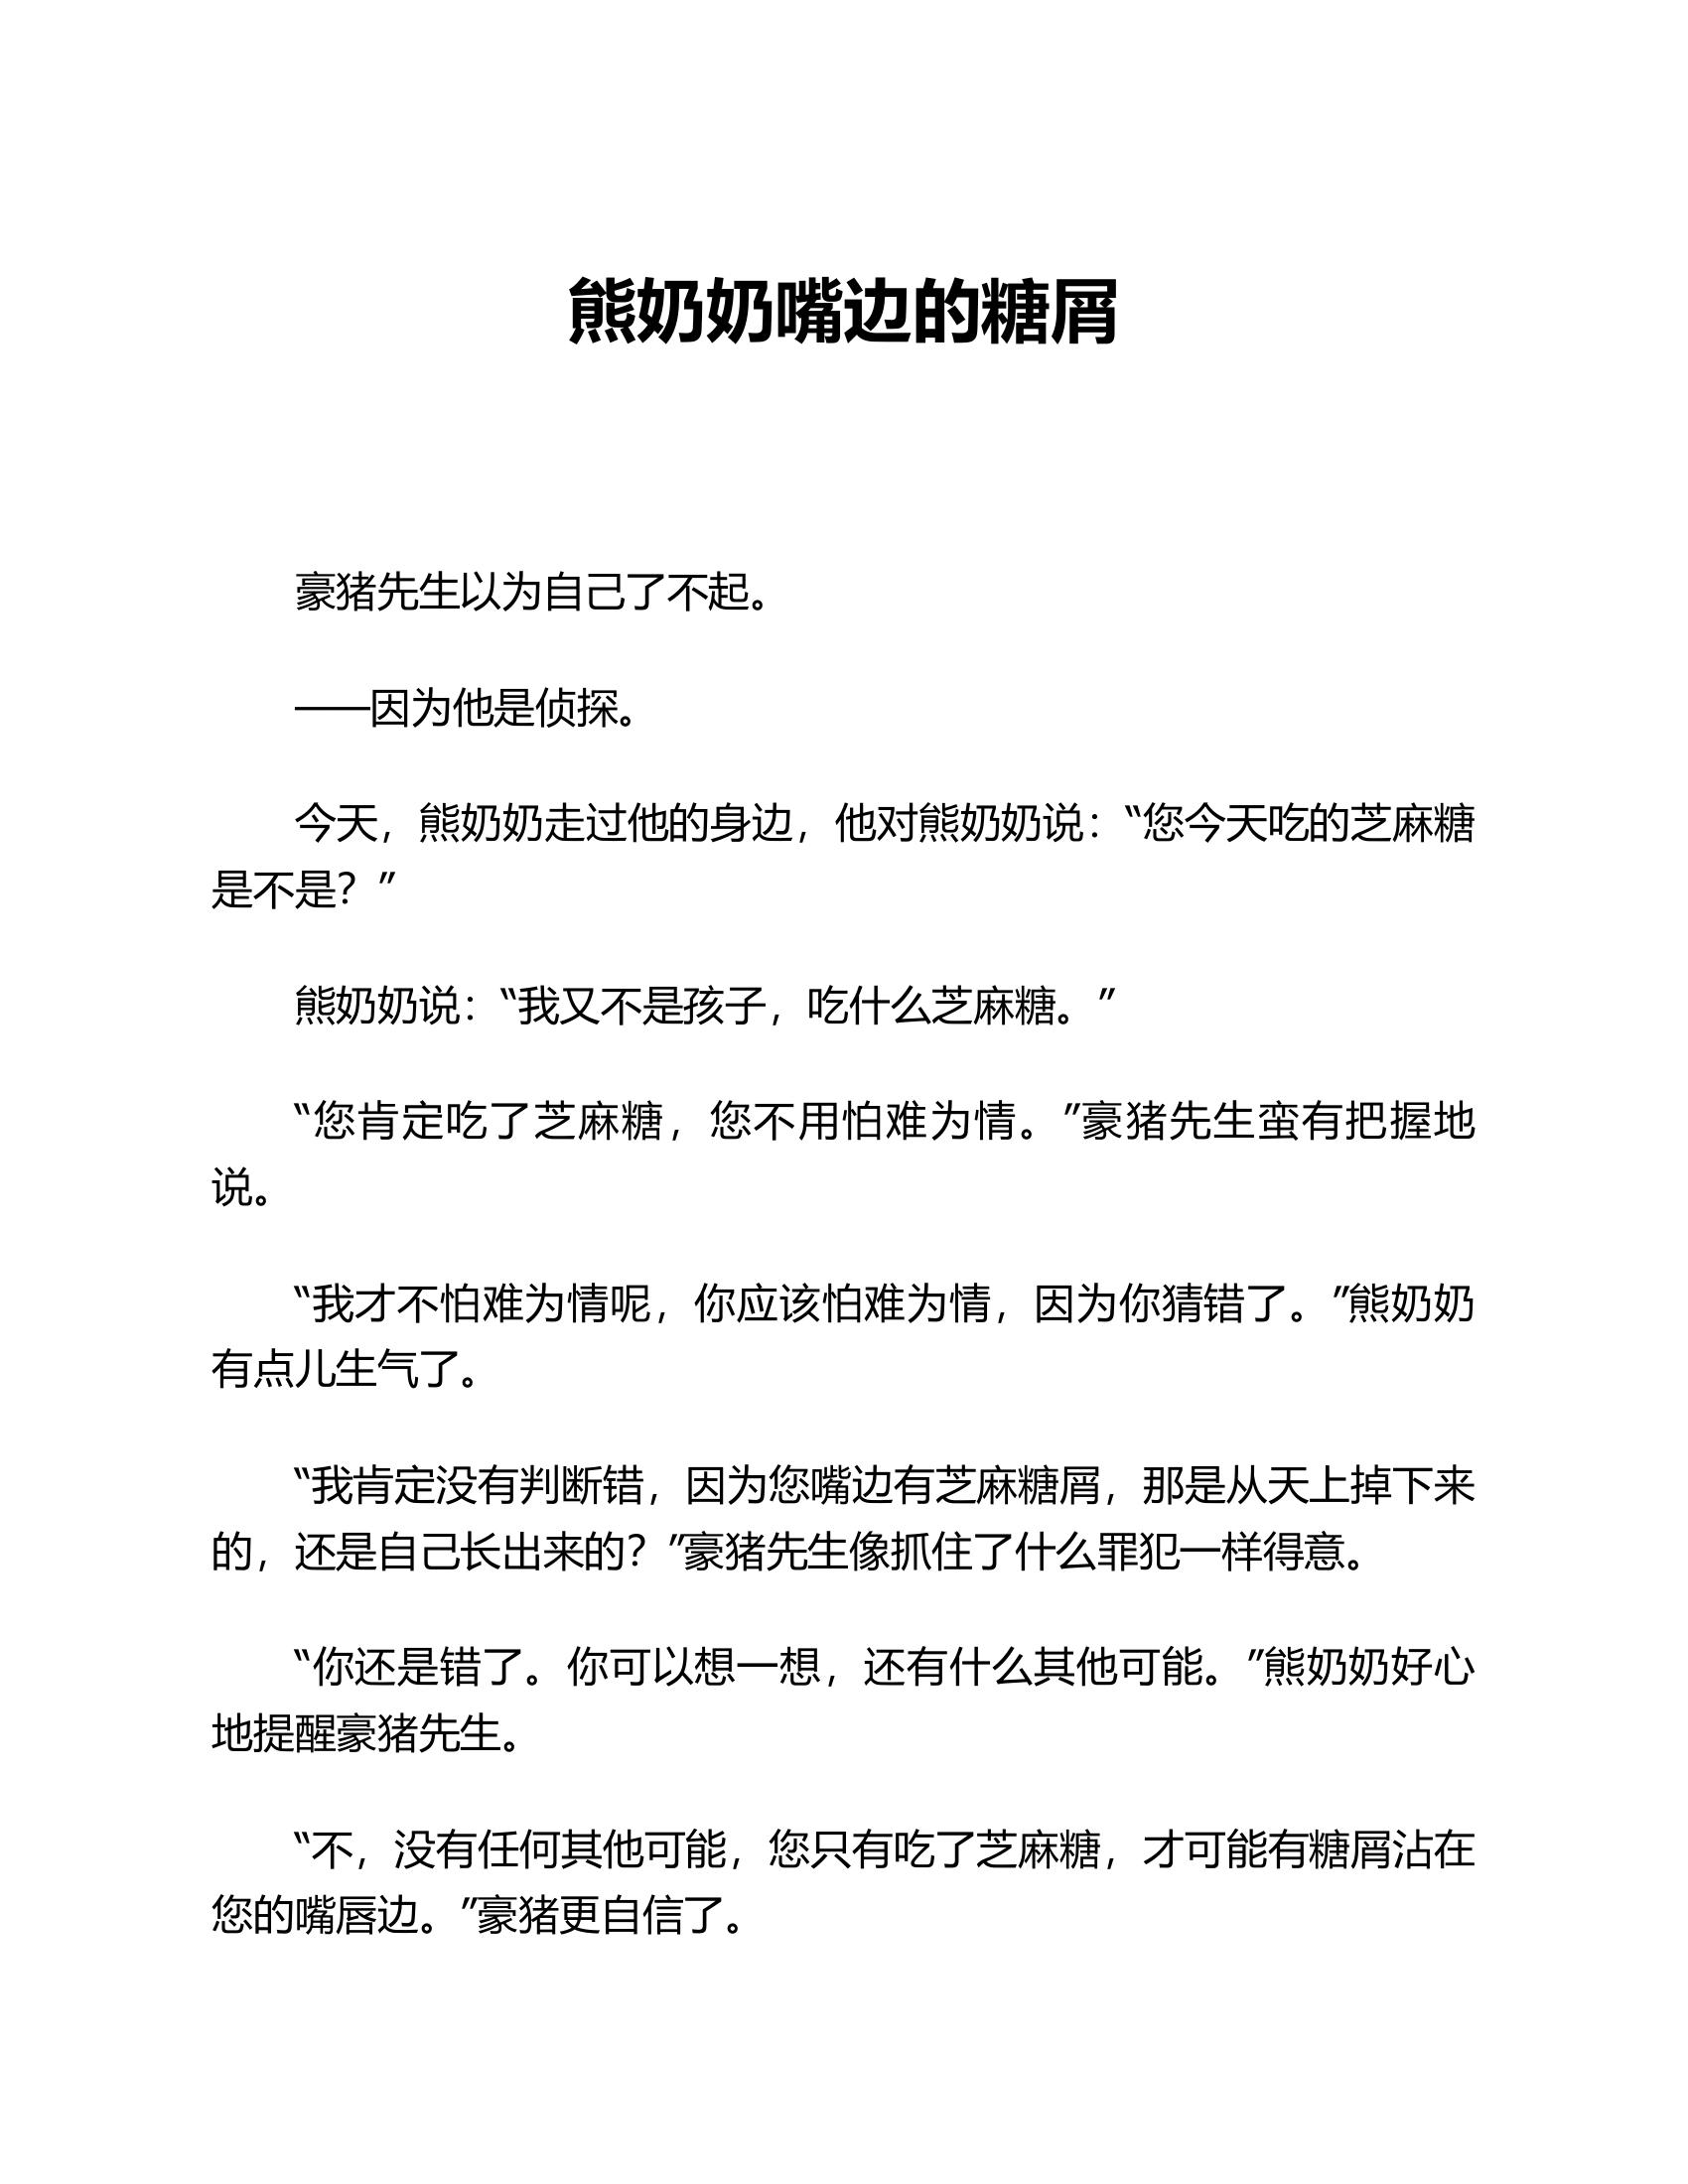 熊奶奶嘴边的糖屑
豪猪先生以为自己了不起。
——因为他是侦探。
今天，熊奶奶走过他的身边，他对熊奶奶说：“您今天吃的芝麻糖
是不是？”
熊奶奶说：“我又不是孩子，吃什么芝麻糖。”
“您肯定吃了芝麻糖，您不用怕难为情。”豪猪先生蛮有把握地
说。
“我才不怕难为情呢，你应该怕难为情，因为你猜错了。”熊奶奶
有点儿生气了。
“我肯定没有判断错，因为您嘴边有芝麻糖屑，那是从天上掉下来
的，还是自己长出来的？”豪猪先生像抓住了什么罪犯一样得意。
“你还是错了。你可以想一想，还有什么其他可能。”熊奶奶好心
地提醒豪猪先生。
“不，没有任何其他可能，您只有吃了芝麻糖，才可能有糖屑沾在
您的嘴唇边。”豪猪更自信了。